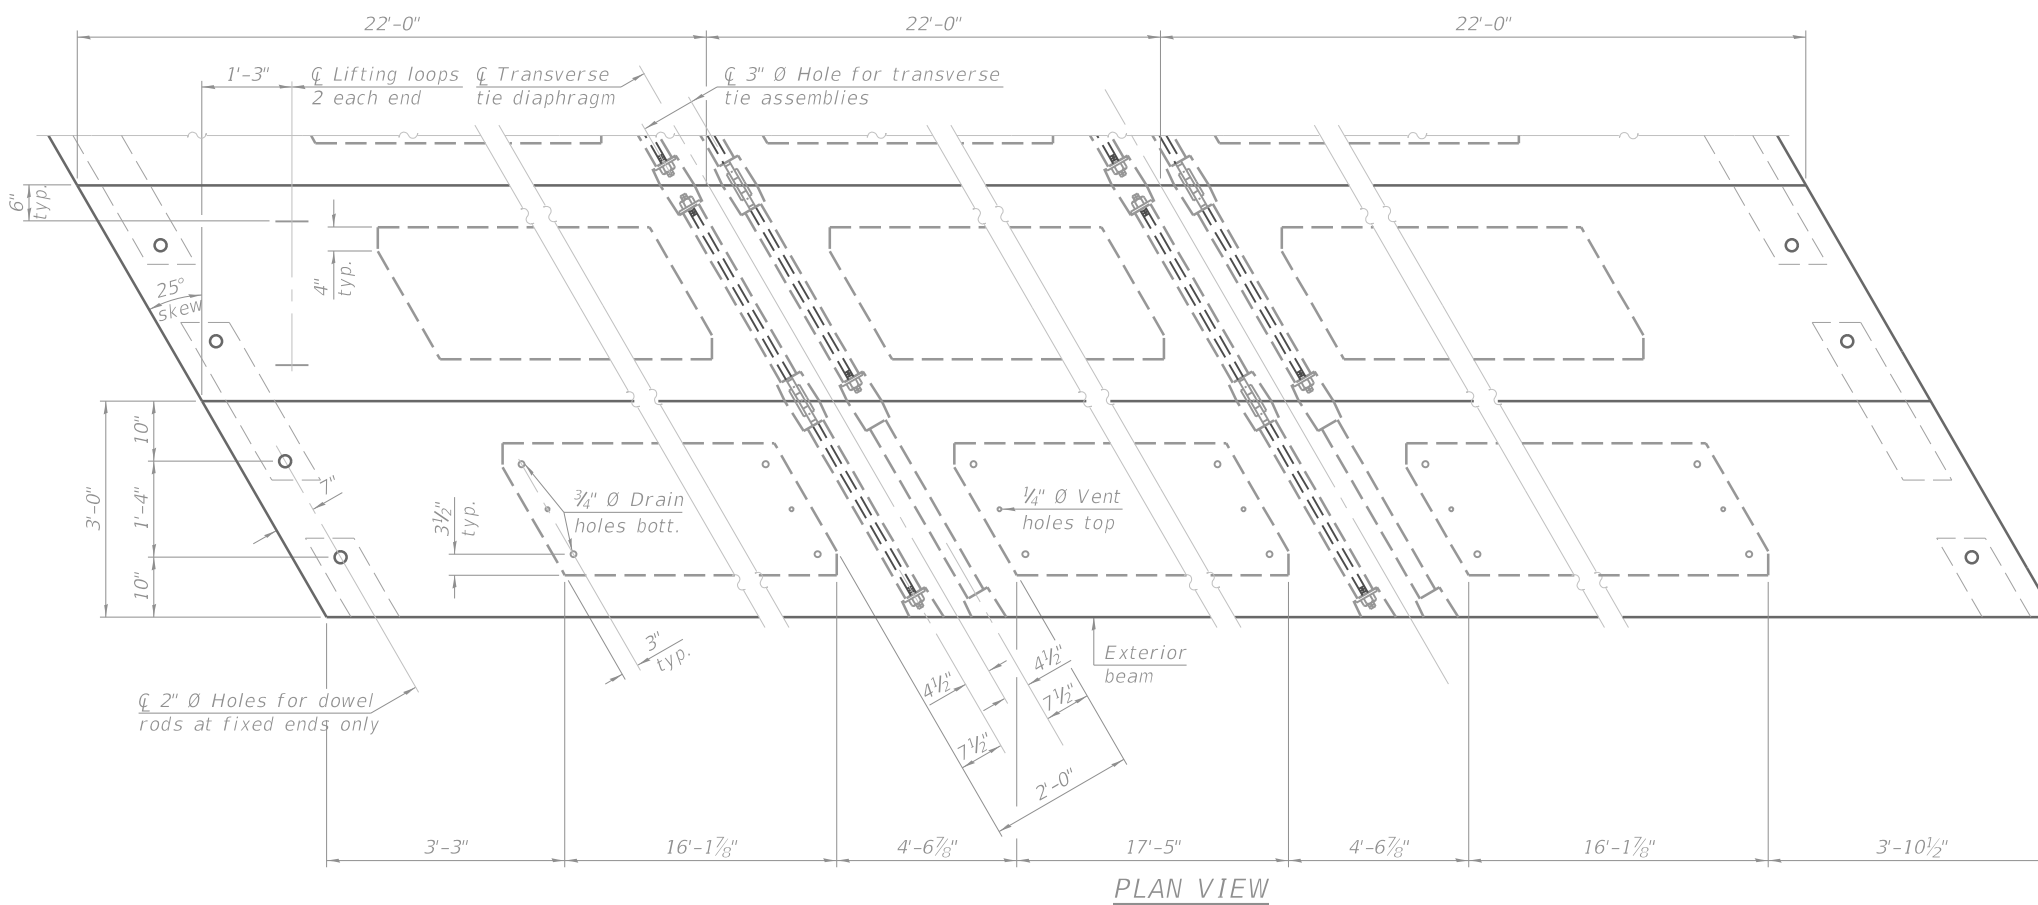 22'-0" 22'-0" 22'-0"
1'-3"
℄ Lifting loops
2 each end
℄ Transverse
tie diaphragm
℄ 3" Ø Hole for transverse
tie assemblies
6"
typ.
4"
typ.
25°
skew
10"
1'-4"
10"
3'-0"
7"
3½"
typ.
¾" Ø Drain
holes bott.
¼" Ø Vent
holes top
3"
typ.
Exterior
beam
4½"
7½"
4½"
7½"
2'-0"
℄ 2" Ø Holes for dowel
rods at fixed ends only
3'-3" 16'-1⅞" 4'-6⅞" 17'-5" 4'-6⅞" 16'-1⅞" 3'-10½"
PLAN VIEW